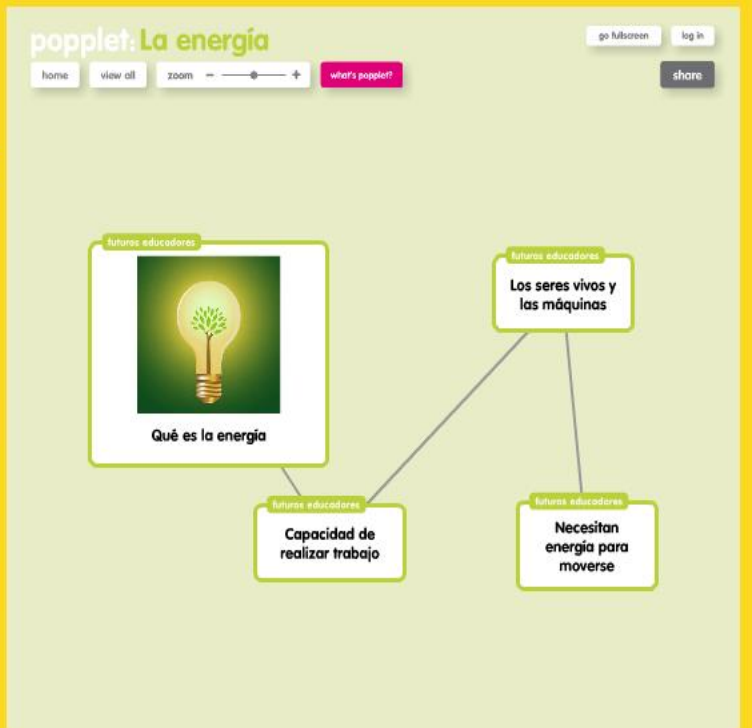 popplet: La energía
go fullscreen
log in
home
view all
zoom - +
what's popplet?
share
futuros educadores
Qué es la energía
futuros educadores
Los seres vivos y
las máquinas
futuros educadores
Capacidad de
realizar trabajo
futuros educadores
Necesitan
energía para
moverse